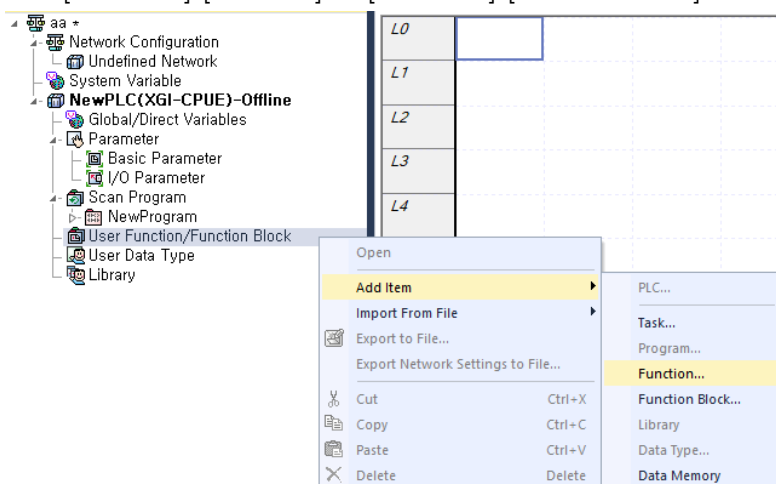 aa *
Network Configuration
Undefined Network
System Variable
NewPLC(XGI-CPUE)-Offline
Global/Direct Variables
Parameter
Basic Parameter
I/O Parameter
Scan Program
NewProgram
User Function/Function Block
User Data Type
Library
L0
L1
L2
L3
L4
Open
Add Item
Import From File
Export to File...
Export Network Settings to File...
Cut Ctrl+X
Copy Ctrl+C
Paste Ctrl+V
Delete Delete
PLC...
Task...
Program...
Function...
Function Block...
Library
Data Type...
Data Memory